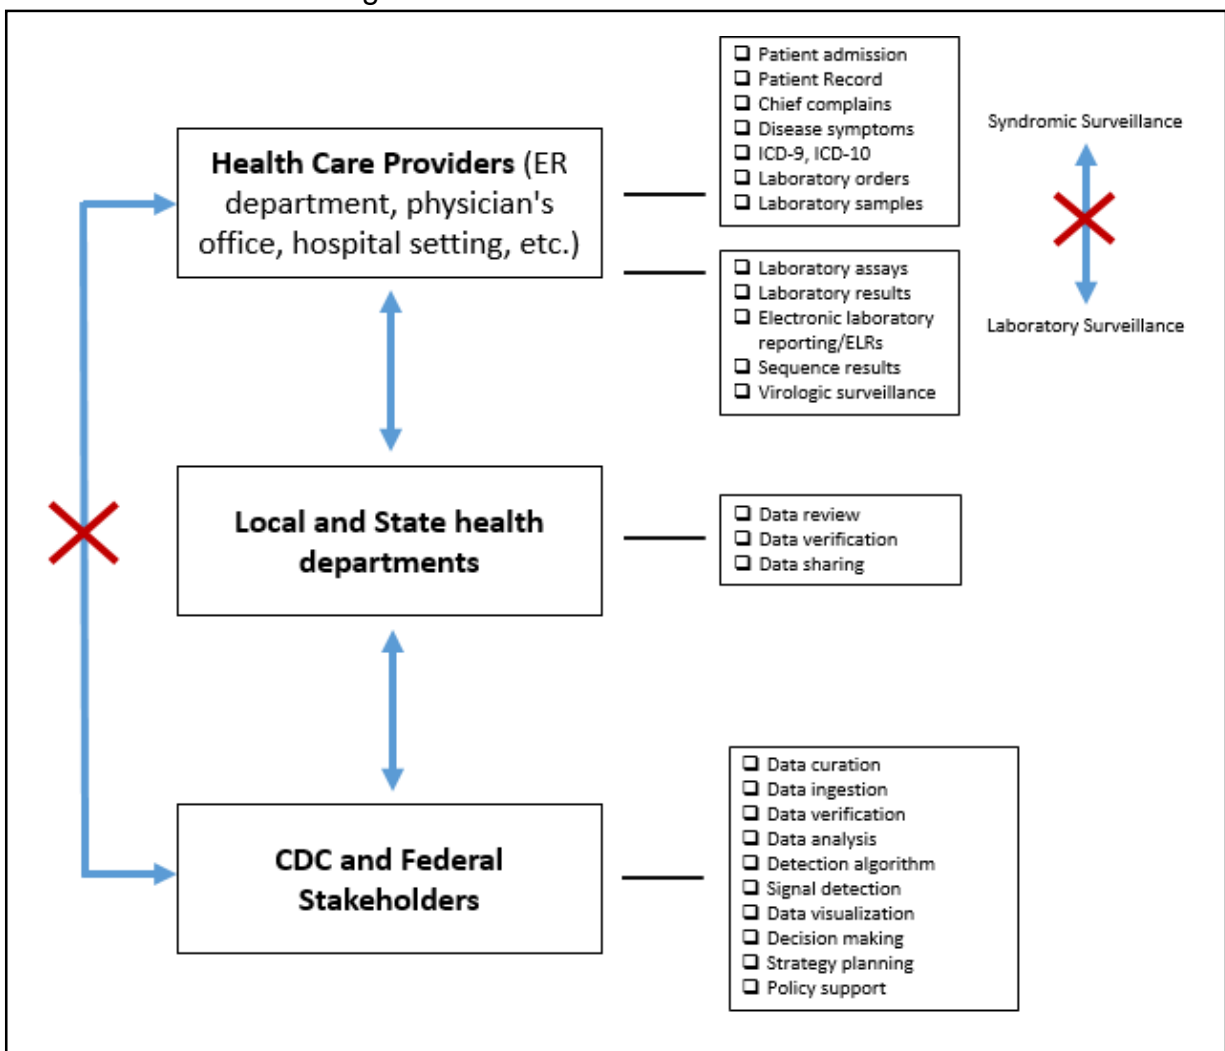 Patient admission
Patient Record
Chief complains
Disease symptoms
ICD-9, ICD-10
Laboratory orders
Laboratory samples
Syndromic Surveillance
Health Care Providers (ER
department, physician's
office, hospital setting, etc.)
Laboratory assays
Laboratory results
Electronic laboratory
reporting/ELRs
Sequence results
Virologic surveillance
Laboratory Surveillance
Local and State health
departments
Data review
Data verification
Data sharing
CDC and Federal
Stakeholders
Data curation
Data ingestion
Data verification
Data analysis
Detection algorithm
Signal detection
Data visualization
Decision making
Strategy planning
Policy support